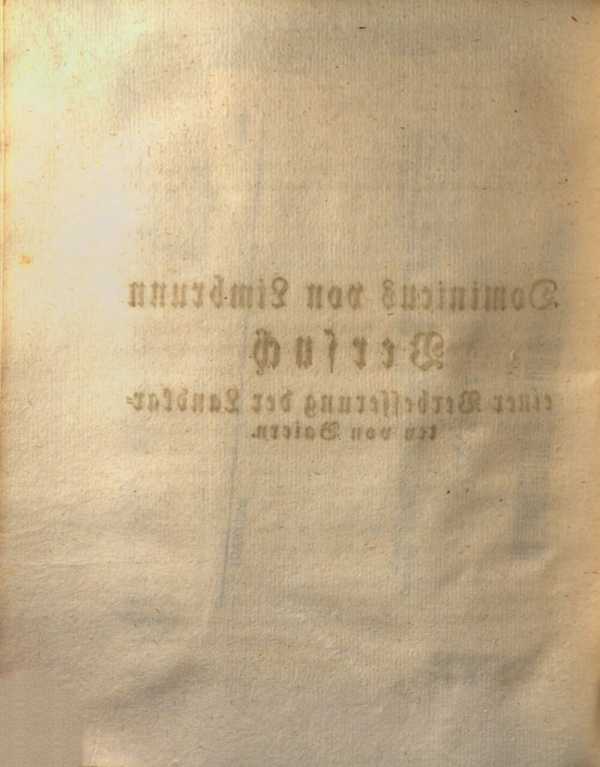 Dominicus von Limbrunn
Versuch
einer Verbesserung der Landkar-
ten von Baiern.